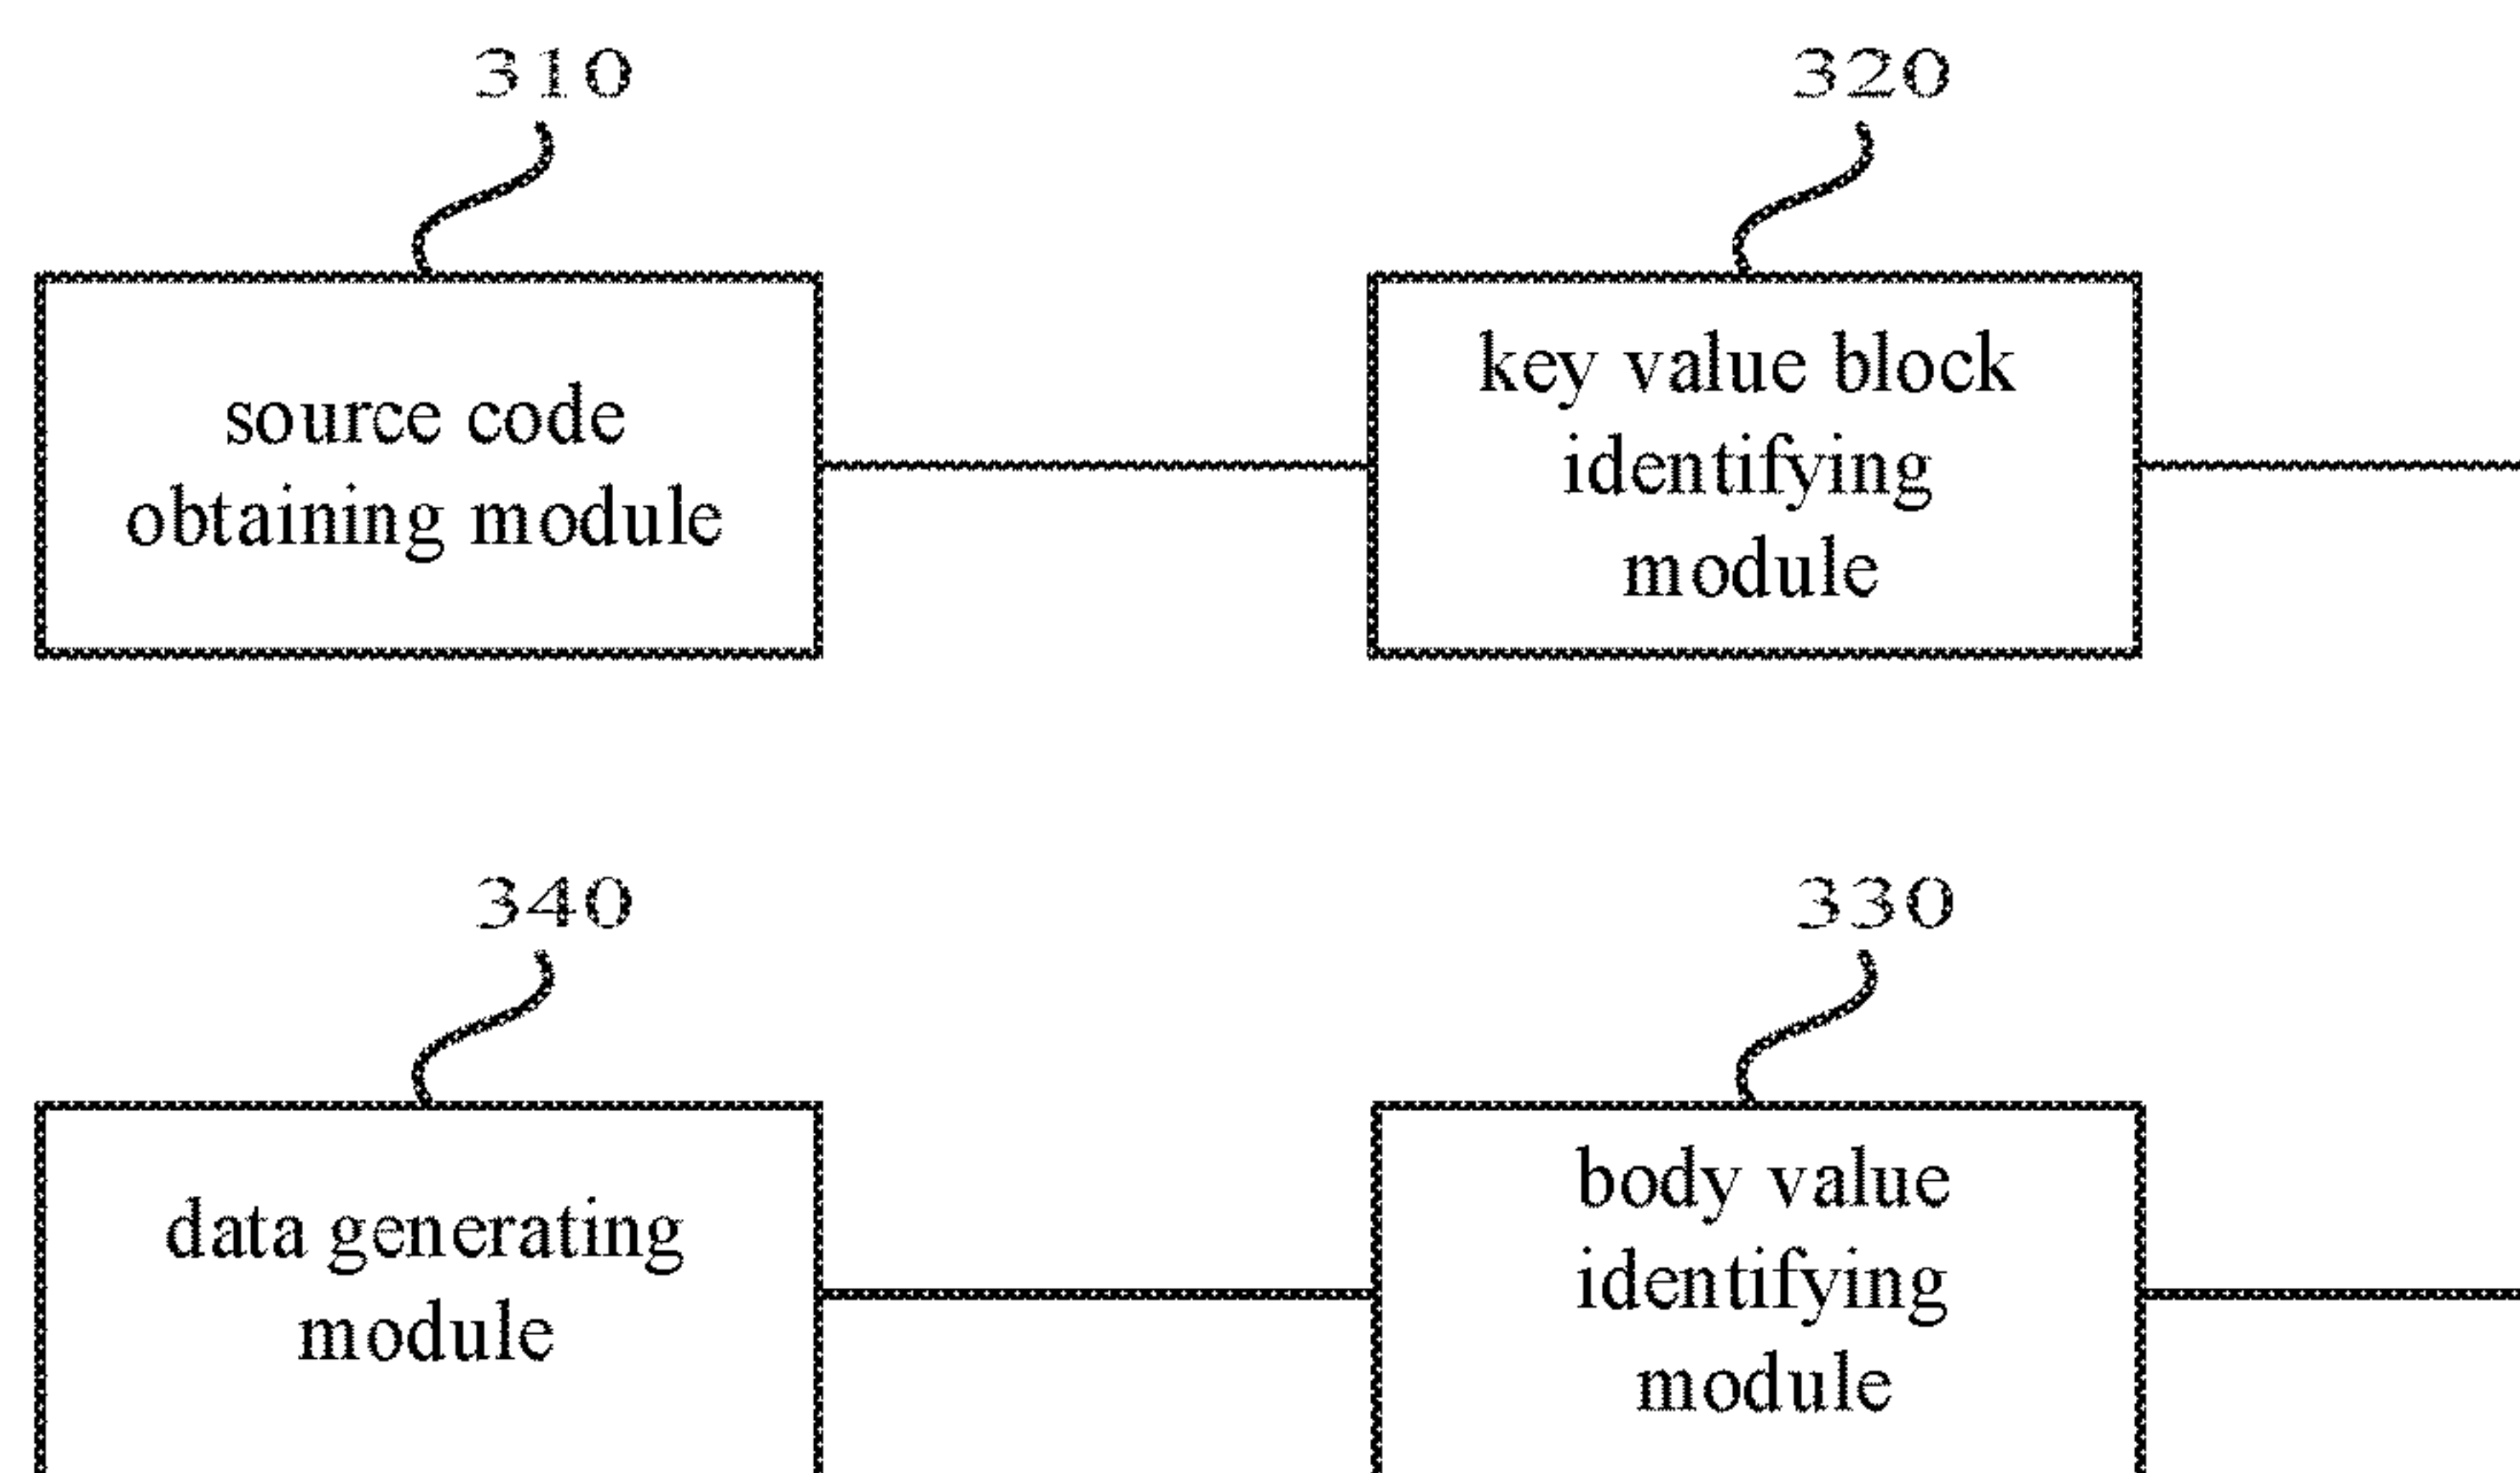 310
320
source code
obtaining module
key value block
identifying
module
340
330
data generating
module
body value
identifying
module